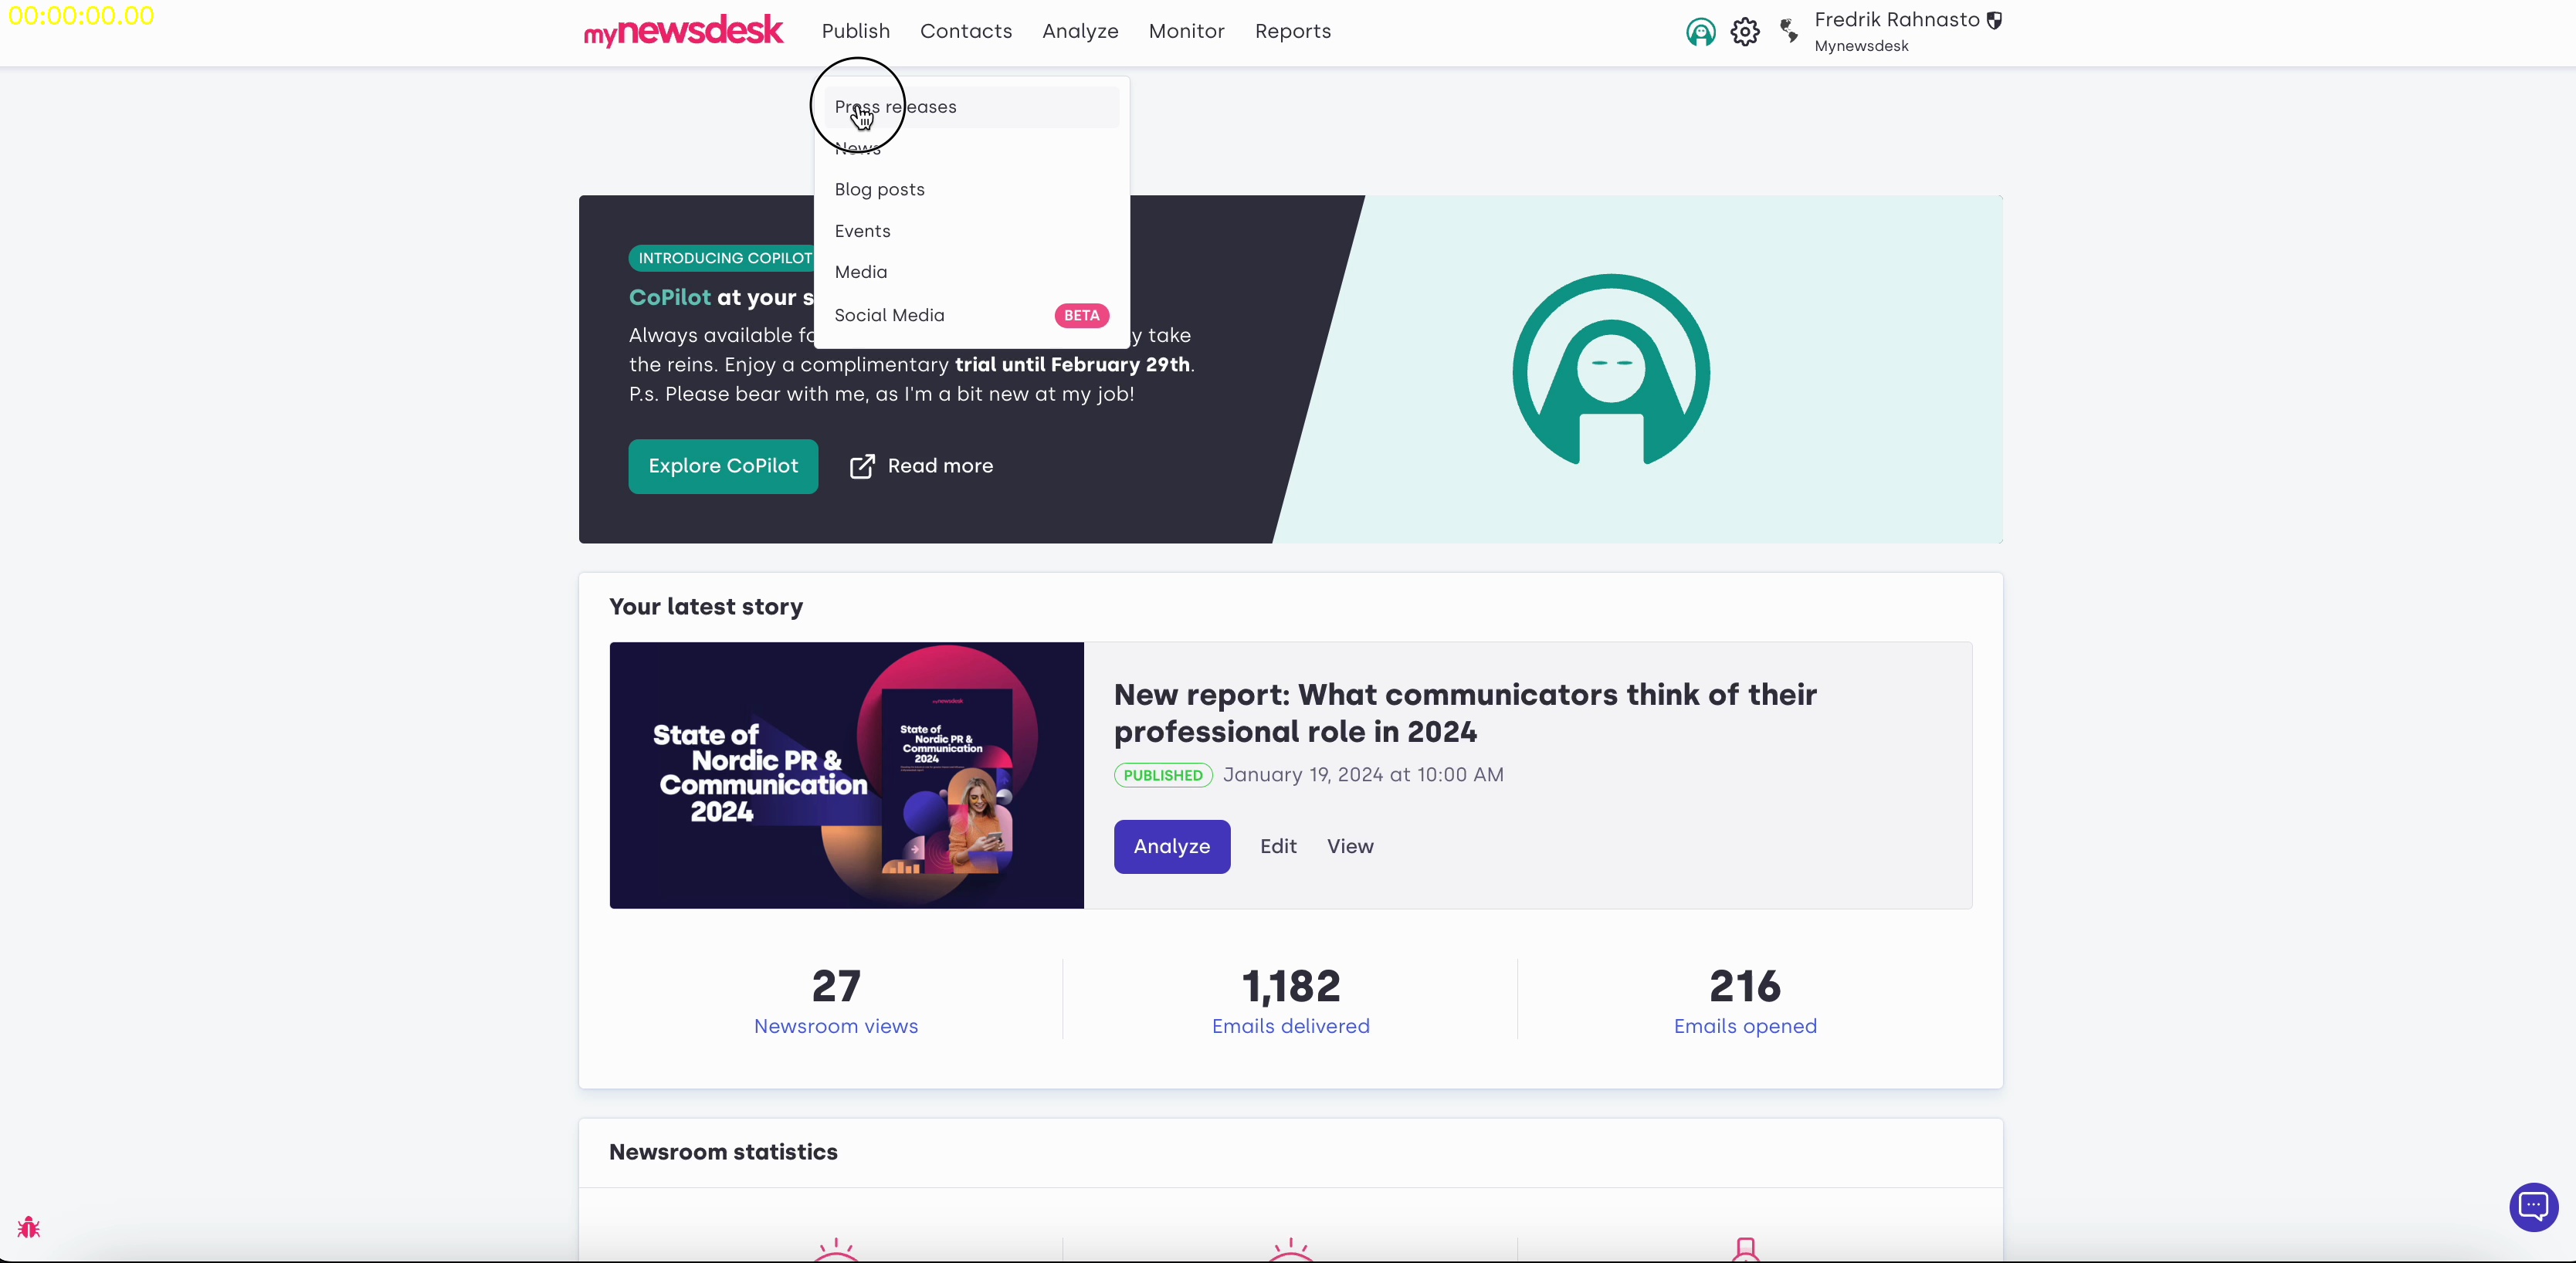 00:00:00.00
mynewsdesk
Publish
Contacts
Analyze
Monitor
Reports
Fredrik Rahnasto
Mynewsdesk
Press releases
News
Blog posts
Events
Media
Social Media
BETA
INTRODUCING COPILOT
CoPilot at your s
Always available fo
y take
the reins. Enjoy a complimentary trial until February 29th.
P.s. Please bear with me, as I'm a bit new at my job!
Explore CoPilot
Read more
Your latest story
State of
Nordic PR &
Communication
2024
mynewsdesk
State of
Nordic PR &
Communication
2024
New report: What communicators think of their
professional role in 2024
PUBLISHED
January 19, 2024 at 10:00 AM
Analyze
Edit
View
27
Newsroom views
1,182
Emails delivered
216
Emails opened
Newsroom statistics